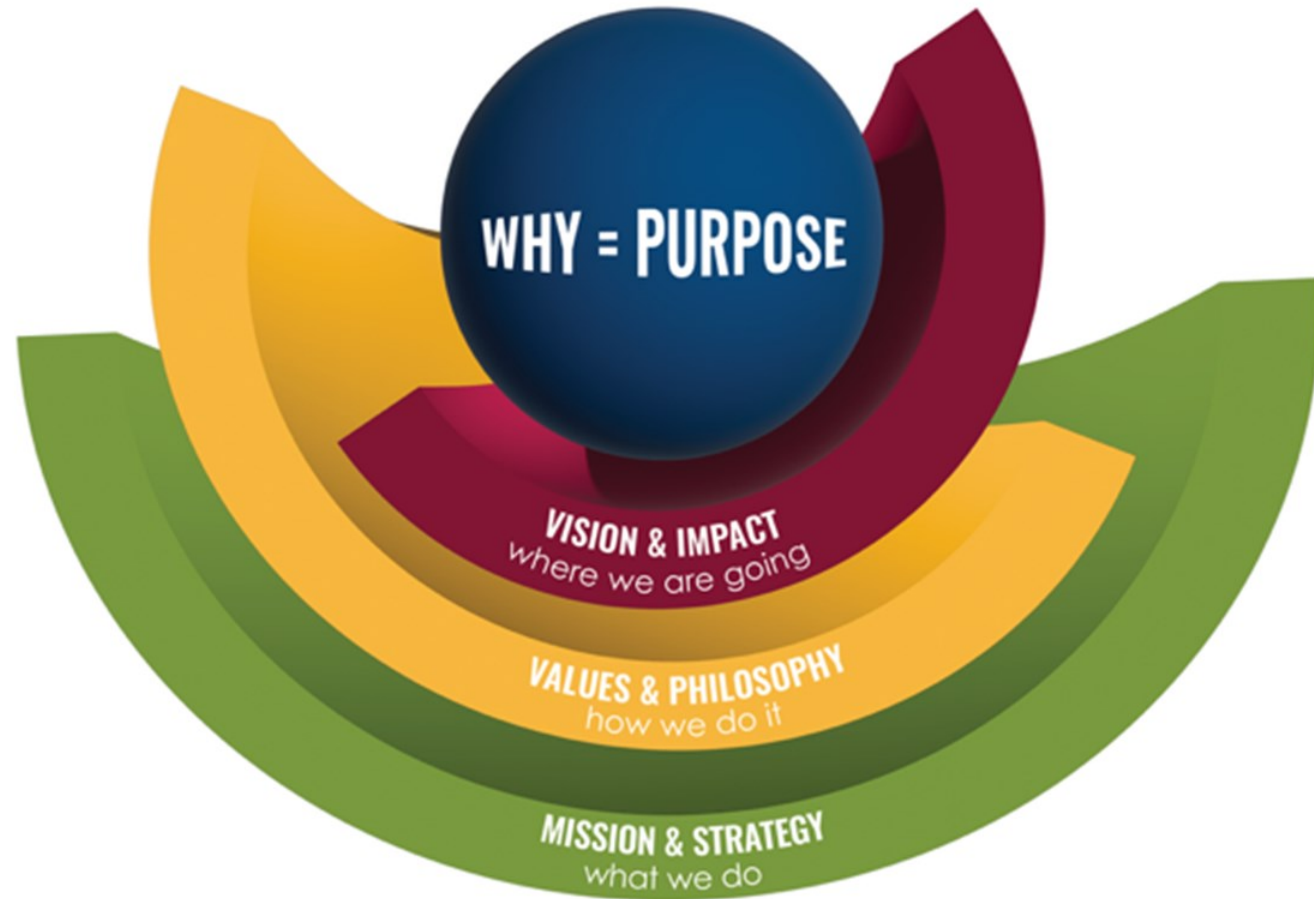 WHY = PURPOSE
VISION & IMPACT
where we are going
VALUES & PHILOSOPHY
how we do it
MISSION & STRATEGY
what we do